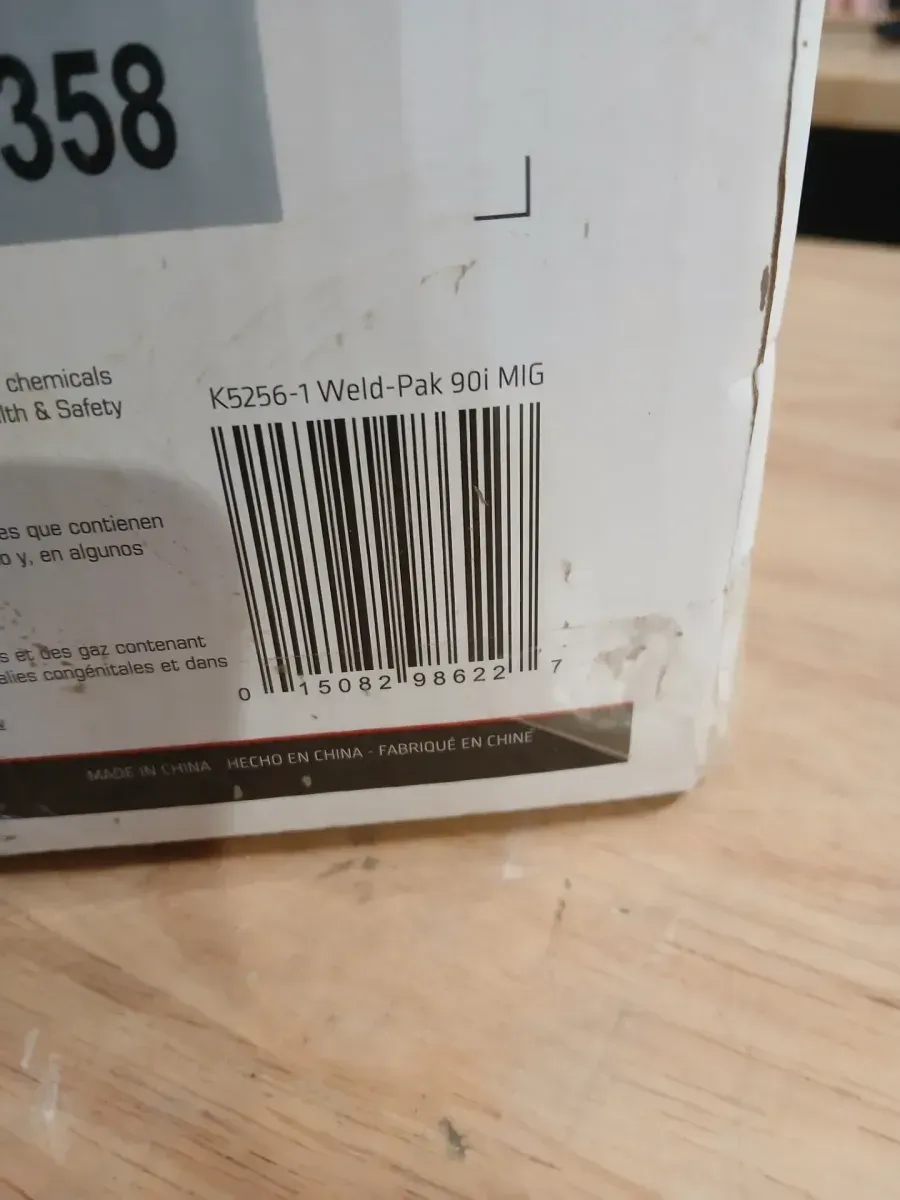 358
chemicals
lth & Safety
K5256-1 Weld-Pak 90i MIG
es que contienen
o y, en algunos
s et des gaz contenant
alies congénitales et dans
0 15082 98622 7
MADE IN CHINA HECHO EN CHINA - FABRIQUÉ EN CHINE